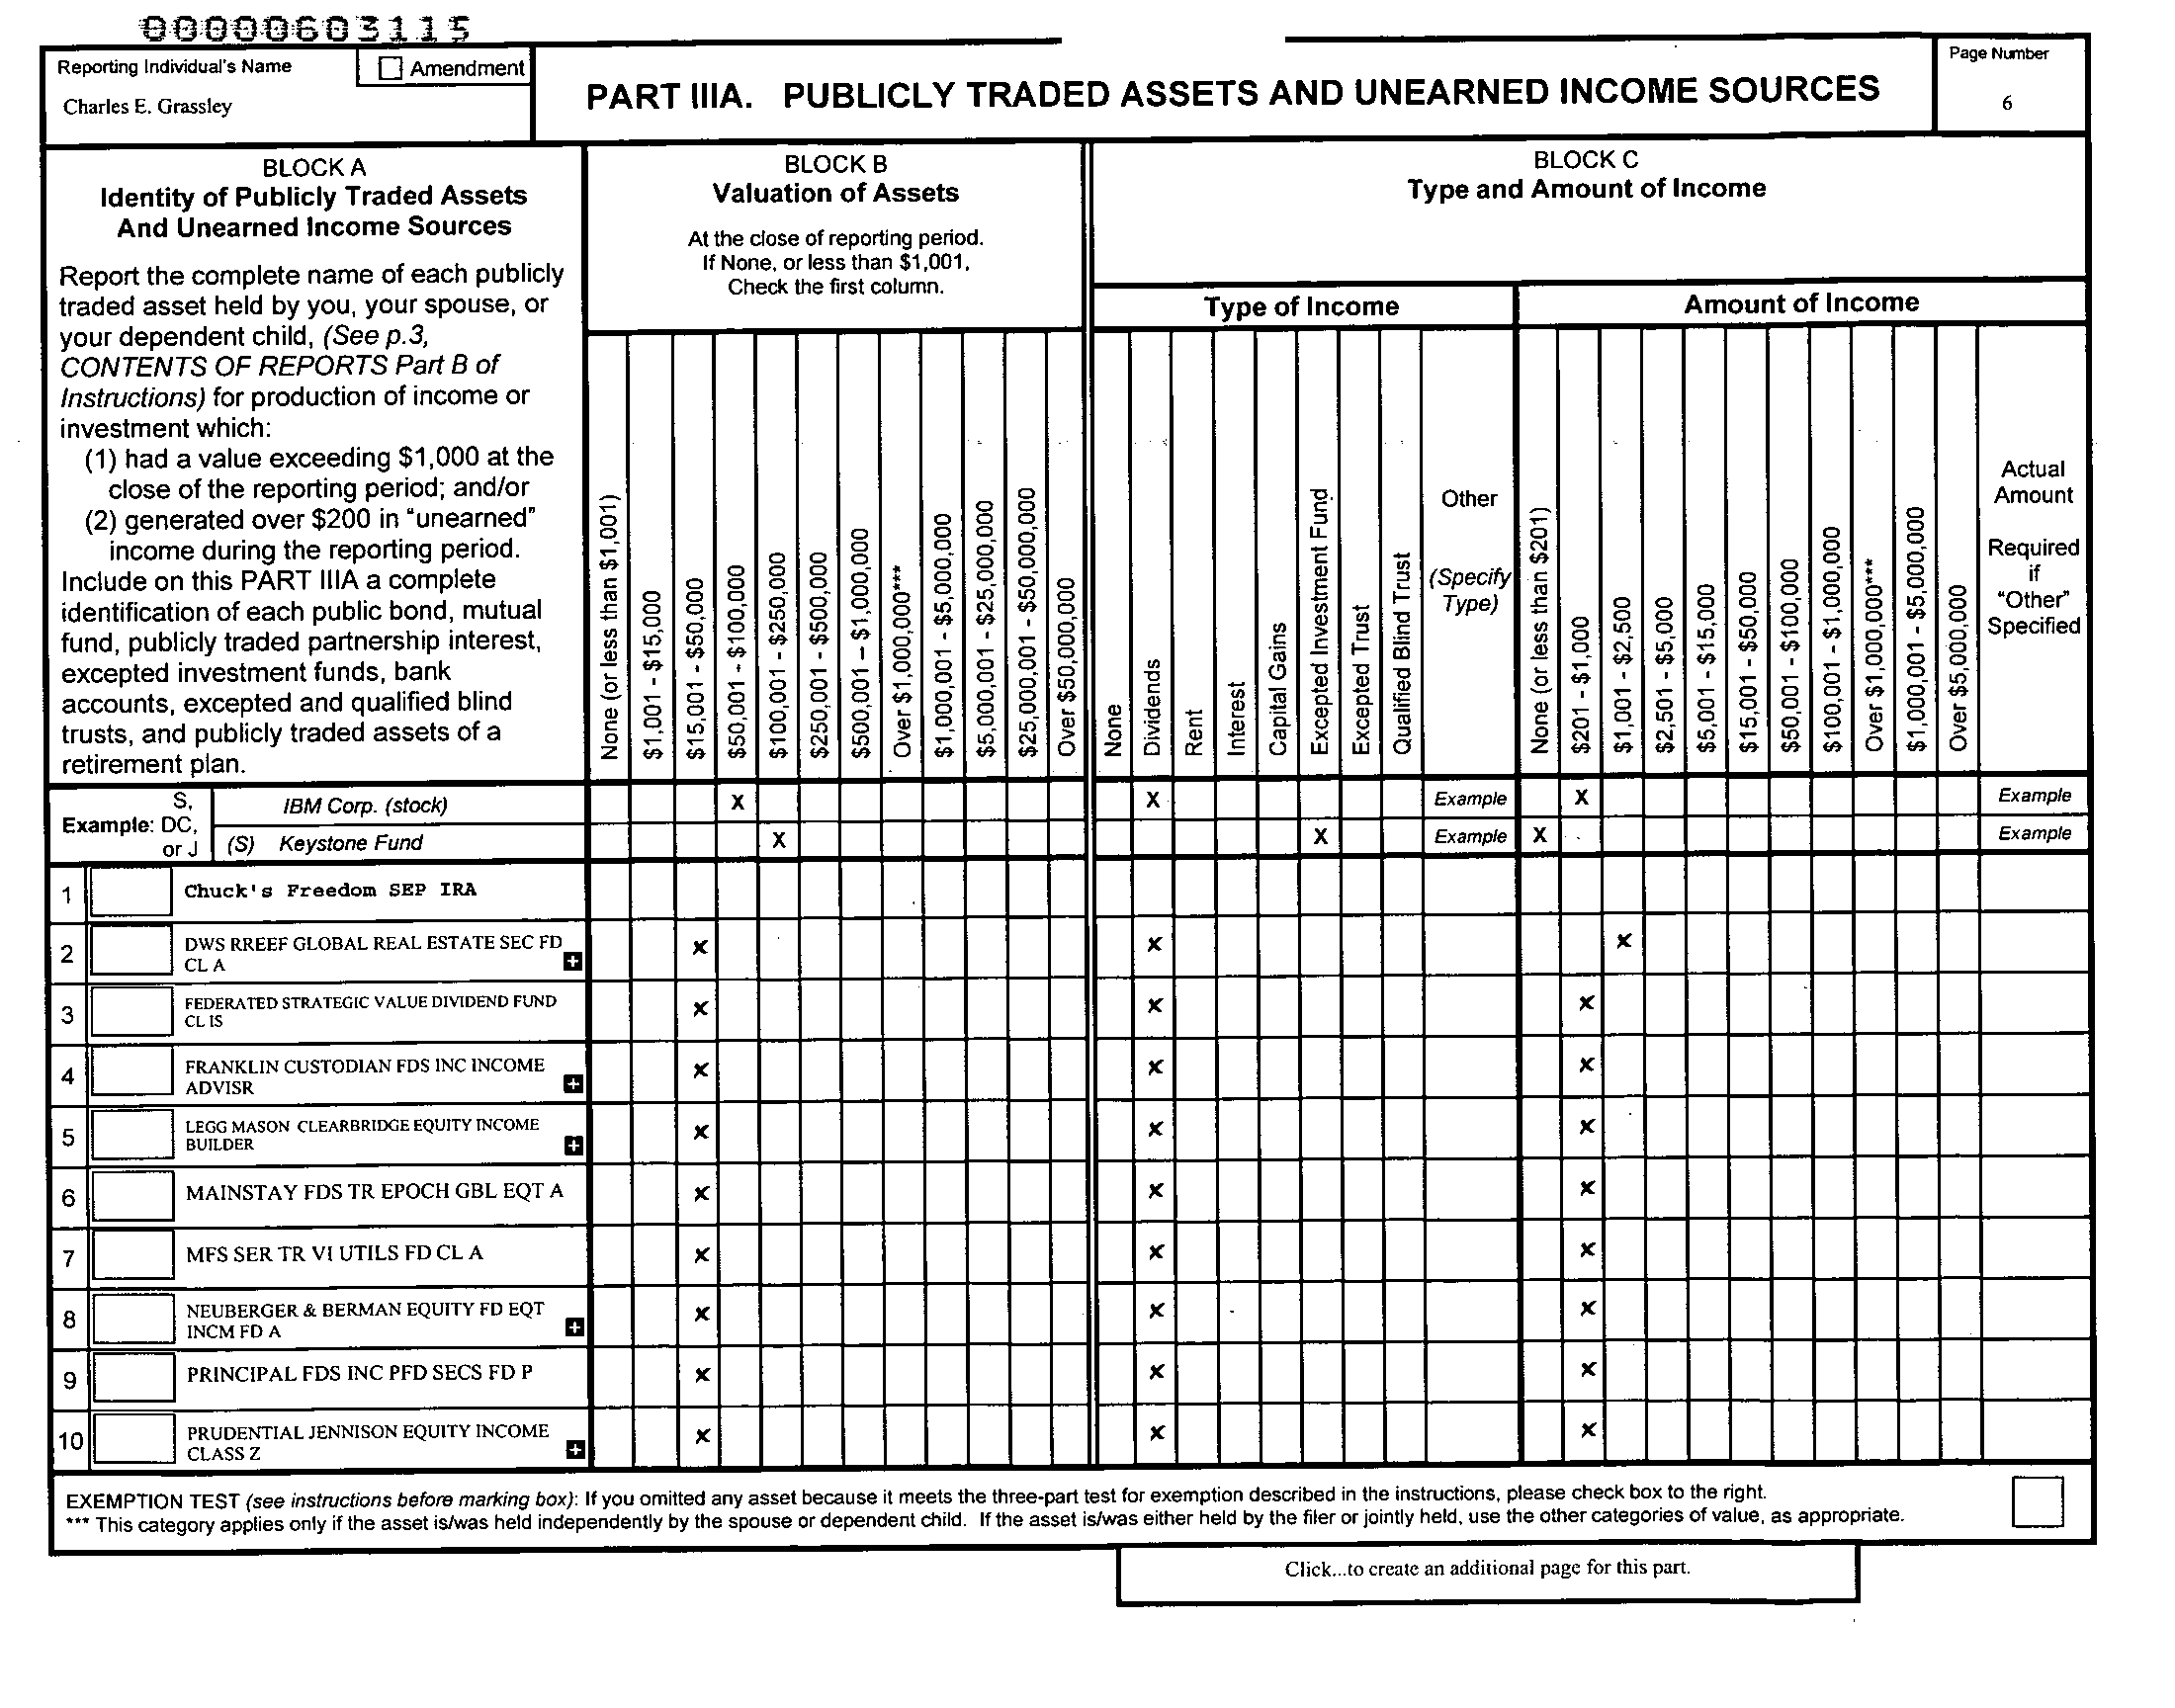 00000603115
Reporting Individual's Name
Amendment
Charles E. Grassley
PART IIIA. PUBLICLY TRADED ASSETS AND UNEARNED INCOME SOURCES
Page Number
6
BLOCK A
Identity of Publicly Traded Assets
And Unearned Income Sources
Report the complete name of each publicly
traded asset held by you, your spouse, or
your dependent child, (See p.3,
CONTENTS OF REPORTS Part B of
Instructions) for production of income or
investment which:
(1) had a value exceeding $1,000 at the
close of the reporting period; and/or
(2) generated over $200 in "unearned"
income during the reporting period.
Include on this PART IIIA a complete
identification of each public bond, mutual
fund, publicly traded partnership interest,
excepted investment funds, bank
accounts, excepted and qualified blind
trusts, and publicly traded assets of a
retirement plan.
BLOCK B
Valuation of Assets
At the close of reporting period.
If None, or less than $1,001,
Check the first column.
None (or less than $1,001)
$1,001 - $15,000
$15,001 - $50,000
$50,001 - $100,000
$100,001 - $250,000
$250,001 - $500,000
$500,001 – $1,000,000
Over $1,000,000***
$1,000,001 - $5,000,000
$5,000,001 - $25,000,000
$25,000,001 - $50,000,000
Over $50,000,000
BLOCK C
Type and Amount of Income
Type of Income
None
Dividends
Rent
Interest
Capital Gains
Excepted Investment Fund
Excepted Trust
Qualified Blind Trust
Other
(Specify
Type)
Amount of Income
None (or less than $201)
$201 - $1,000
$1,001 - $2,500
$2,501 - $5,000
$5,001 - $15,000
$15,001 - $50,000
$50,001 - $100,000
$100,001 - $1,000,000
Over $1,000,000***
$1,000,001 - $5,000,000
Over $5,000,000
Actual
Amount
Required
if
"Other"
Specified
Example:
S,
DC,
or J
IBM Corp. (stock) X X Example X Example
(S) Keystone Fund X X Example X Example
1 Chuck's Freedom SEP IRA
2 DWS RREEF GLOBAL REAL ESTATE SEC FD
CL A + X X X
3 FEDERATED STRATEGIC VALUE DIVIDEND FUND
CL IS X X X
4 FRANKLIN CUSTODIAN FDS INC INCOME
ADVISR + X X X
5 LEGG MASON CLEARBRIDGE EQUITY INCOME
BUILDER + X X X
6 MAINSTAY FDS TR EPOCH GBL EQT A X X X
7 MFS SER TR VI UTILS FD CL A X X X
8 NEUBERGER & BERMAN EQUITY FD EQT
INCM FD A + X X X
9 PRINCIPAL FDS INC PFD SECS FD P X X X
10 PRUDENTIAL JENNISON EQUITY INCOME
CLASS Z + X X X
EXEMPTION TEST (see instructions before marking box): If you omitted any asset because it meets the three-part test for exemption described in the instructions, please check box to the right.
*** This category applies only if the asset is/was held independently by the spouse or dependent child. If the asset is/was either held by the filer or jointly held, use the other categories of value, as appropriate.
Click...to create an additional page for this part.